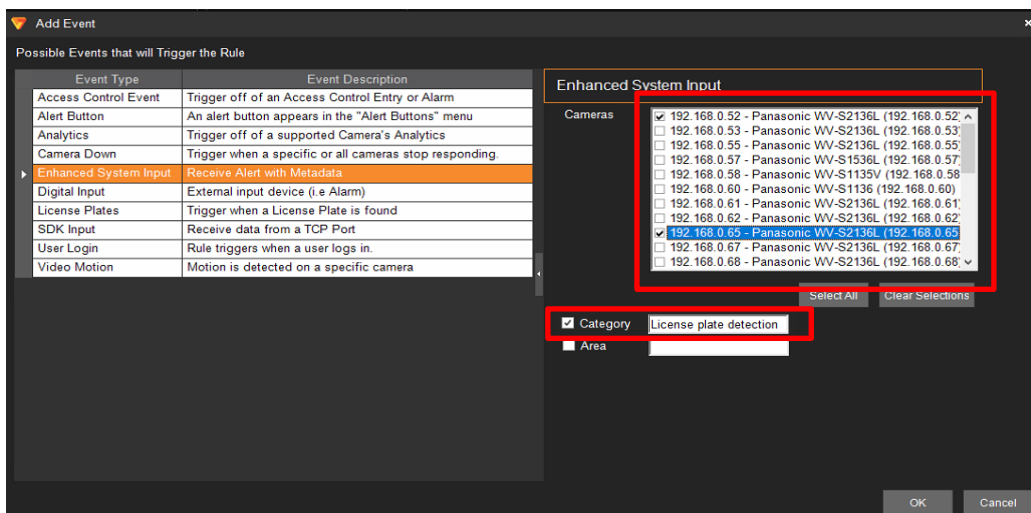 Add Event
Possible Events that will Trigger the Rule
Event Type Event Description
Access Control Event Trigger off of an Access Control Entry or Alarm
Alert Button An alert button appears in the "Alert Buttons" menu
Analytics Trigger off of a supported Camera's Analytics
Camera Down Trigger when a specific or all cameras stop responding.
Enhanced System Input Receive Alert with Metadata
Digital Input External input device (i.e Alarm)
License Plates Trigger when a License Plate is found
SDK Input Receive data from a TCP Port
User Login Rule triggers when a user logs in.
Video Motion Motion is detected on a specific camera
Enhanced System Input
Cameras
192.168.0.52 - Panasonic WV-S2136L (192.168.0.52)
192.168.0.53 - Panasonic WV-S2136L (192.168.0.53)
192.168.0.55 - Panasonic WV-S2136L (192.168.0.55)
192.168.0.57 - Panasonic WV-S1536L (192.168.0.57)
192.168.0.58 - Panasonic WV-S1135V (192.168.0.58
192.168.0.60 - Panasonic WV-S1136 (192.168.0.60)
192.168.0.61 - Panasonic WV-S2136L (192.168.0.61)
192.168.0.62 - Panasonic WV-S2136L (192.168.0.62)
192.168.0.65 - Panasonic WV-S2136L (192.168.0.65)
192.168.0.67 - Panasonic WV-S2136L (192.168.0.67)
192.168.0.68 - Panasonic WV-S2136L (192.168.0.68)
Select All Clear Selections
Category License plate detection
Area
OK Cancel